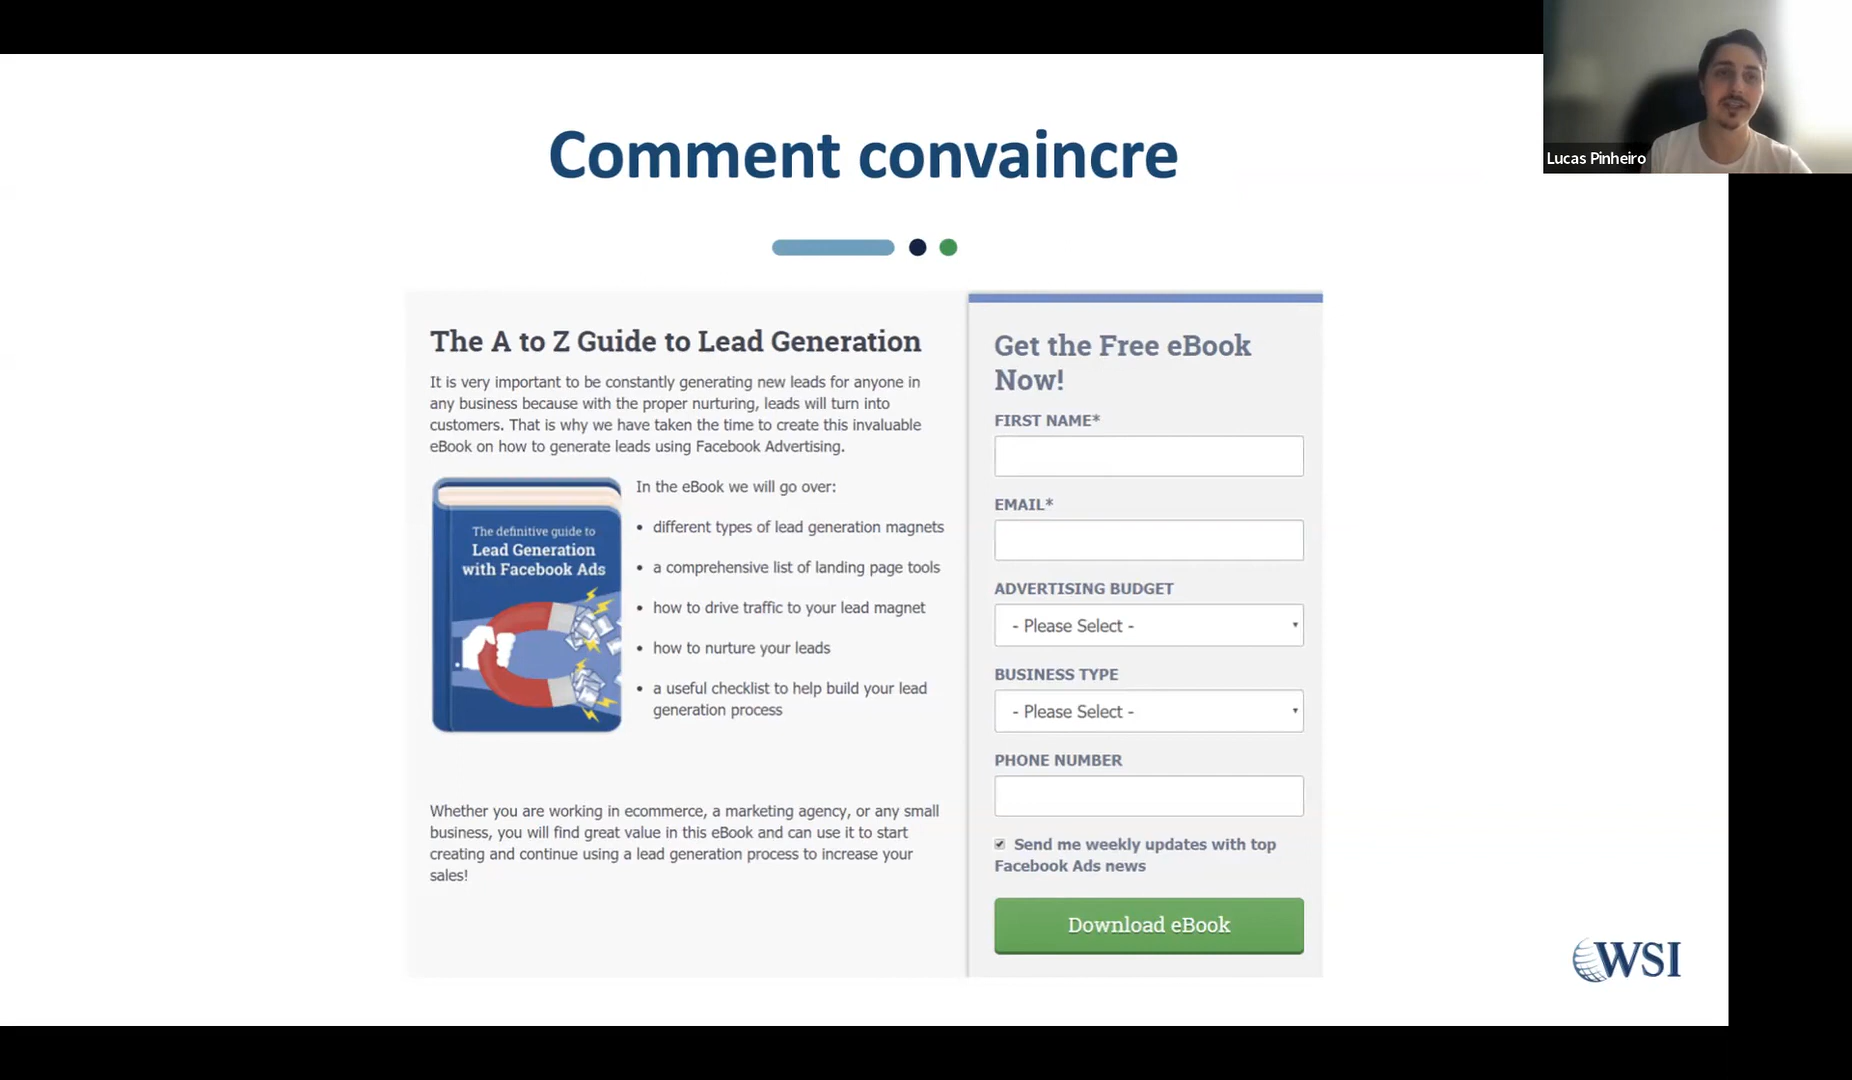 Lucas Pinheiro
Comment convaincre
The A to Z Guide to Lead Generation
It is very important to be constantly generating new leads for anyone in
any business because with the proper nurturing, leads will turn into
customers. That is why we have taken the time to create this invaluable
eBook on how to generate leads using Facebook Advertising.
The definitive guide to
Lead Generation
with Facebook Ads
In the eBook we will go over:
• different types of lead generation magnets
• a comprehensive list of landing page tools
• how to drive traffic to your lead magnet
• how to nurture your leads
• a useful checklist to help build your lead
generation process
Whether you are working in ecommerce, a marketing agency, or any small
business, you will find great value in this eBook and can use it to start
creating and continue using a lead generation process to increase your
sales!
Get the Free eBook
Now!
FIRST NAME*
EMAIL*
ADVERTISING BUDGET
- Please Select -
BUSINESS TYPE
- Please Select -
PHONE NUMBER
Send me weekly updates with top
Facebook Ads news
Download eBook
WSI